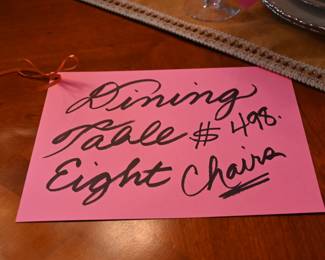 Dining
Table $498.
Eight Chairs